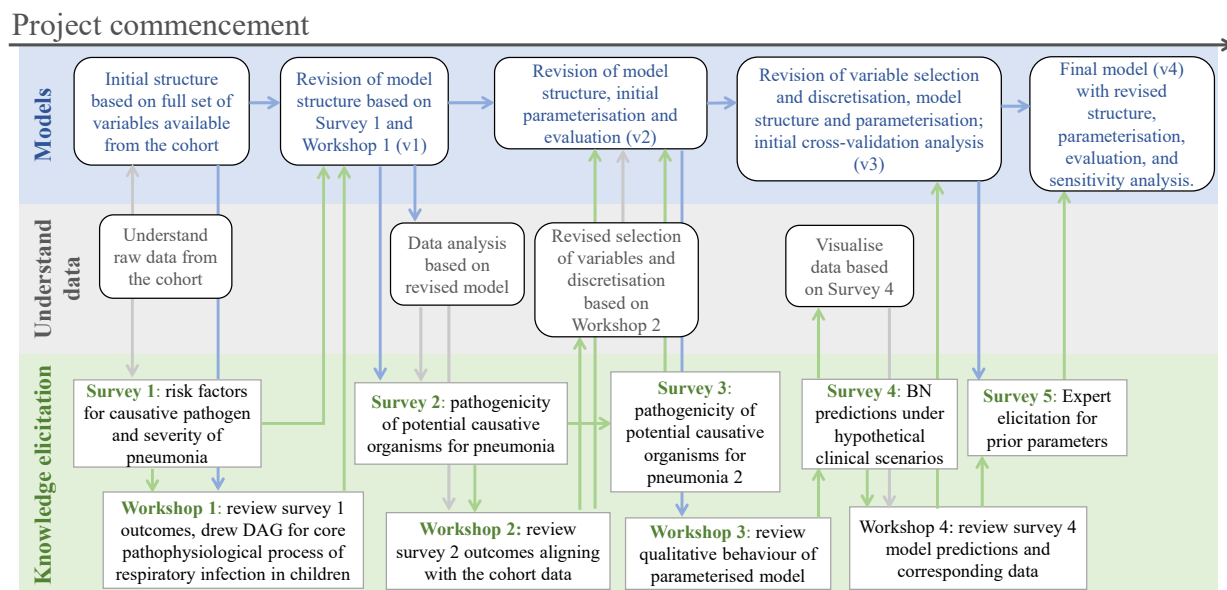 Project commencement
Models
Initial structure
based on full set of
variables available
from the cohort
Revision of model
structure based on
Survey 1 and
Workshop 1 (v1)
Revision of model
structure, initial
parameterisation and
evaluation (v2)
Revision of variable selection
and discretisation, model
structure and parameterisation;
initial cross-validation analysis
(v3)
Final model (v4)
with revised
structure,
parameterisation,
evaluation, and
sensitivity analysis.
Understand
data
Understand
raw data from
the cohort
Data analysis
based on
revised model
Revised selection
of variables and
discretisation
based on
Workshop 2
Visualise
data based
on Survey 4
Knowledge elicitation
Survey 1: risk factors
for causative pathogen
and severity of
pneumonia
Survey 2: pathogenicity
of potential causative
organisms for pneumonia
Survey 3:
pathogenicity of
potential causative
organisms for
pneumonia 2
Survey 4: BN
predictions under
hypothetical
clinical scenarios
Survey 5: Expert
elicitation for
prior parameters
Workshop 1: review survey 1
outcomes, drew DAG for core
pathophysiological process of
respiratory infection in children
Workshop 2: review
survey 2 outcomes aligning
with the cohort data
Workshop 3: review
qualitative behaviour of
parameterised model
Workshop 4: review survey 4
model predictions and
corresponding data